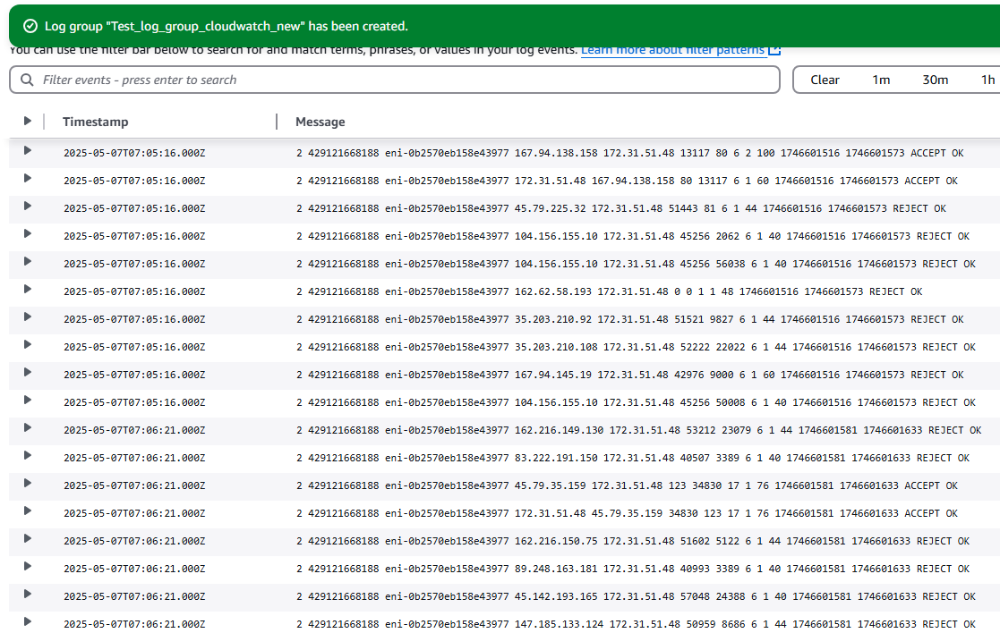 Log group "Test_log_group_cloudwatch_new" has been created.
You can use the filter bar below to search for and match terms, phrases, or values in your log events. Learn more about filter patterns
Filter events - press enter to search Clear 1m 30m 1h
Timestamp Message
2025-05-07T07:05:16.000Z 2 429121668188 eni-0b2570eb158e43977 167.94.138.158 172.31.51.48 13117 80 6 2 100 1746601516 1746601573 ACCEPT OK
2025-05-07T07:05:16.000Z 2 429121668188 eni-0b2570eb158e43977 172.31.51.48 167.94.138.158 80 13117 6 1 60 1746601516 1746601573 ACCEPT OK
2025-05-07T07:05:16.000Z 2 429121668188 eni-0b2570eb158e43977 45.79.225.32 172.31.51.48 51443 81 6 1 44 1746601516 1746601573 REJECT OK
2025-05-07T07:05:16.000Z 2 429121668188 eni-0b2570eb158e43977 104.156.155.10 172.31.51.48 45256 2062 6 1 40 1746601516 1746601573 REJECT OK
2025-05-07T07:05:16.000Z 2 429121668188 eni-0b2570eb158e43977 104.156.155.10 172.31.51.48 45256 56038 6 1 40 1746601516 1746601573 REJECT OK
2025-05-07T07:05:16.000Z 2 429121668188 eni-0b2570eb158e43977 162.62.58.193 172.31.51.48 0 0 1 1 48 1746601516 1746601573 REJECT OK
2025-05-07T07:05:16.000Z 2 429121668188 eni-0b2570eb158e43977 35.203.210.92 172.31.51.48 51521 9827 6 1 44 1746601516 1746601573 REJECT OK
2025-05-07T07:05:16.000Z 2 429121668188 eni-0b2570eb158e43977 35.203.210.108 172.31.51.48 52222 22022 6 1 44 1746601516 1746601573 REJECT OK
2025-05-07T07:05:16.000Z 2 429121668188 eni-0b2570eb158e43977 167.94.145.19 172.31.51.48 42976 9000 6 1 60 1746601516 1746601573 REJECT OK
2025-05-07T07:05:16.000Z 2 429121668188 eni-0b2570eb158e43977 104.156.155.10 172.31.51.48 45256 50008 6 1 40 1746601516 1746601573 REJECT OK
2025-05-07T07:06:21.000Z 2 429121668188 eni-0b2570eb158e43977 162.216.149.130 172.31.51.48 53212 23079 6 1 44 1746601581 1746601633 REJECT OK
2025-05-07T07:06:21.000Z 2 429121668188 eni-0b2570eb158e43977 83.222.191.150 172.31.51.48 40507 3389 6 1 40 1746601581 1746601633 REJECT OK
2025-05-07T07:06:21.000Z 2 429121668188 eni-0b2570eb158e43977 45.79.35.159 172.31.51.48 123 34830 17 1 76 1746601581 1746601633 ACCEPT OK
2025-05-07T07:06:21.000Z 2 429121668188 eni-0b2570eb158e43977 172.31.51.48 45.79.35.159 34830 123 17 1 76 1746601581 1746601633 ACCEPT OK
2025-05-07T07:06:21.000Z 2 429121668188 eni-0b2570eb158e43977 162.216.150.75 172.31.51.48 51602 5122 6 1 44 1746601581 1746601633 REJECT OK
2025-05-07T07:06:21.000Z 2 429121668188 eni-0b2570eb158e43977 89.248.163.181 172.31.51.48 40993 3389 6 1 40 1746601581 1746601633 REJECT OK
2025-05-07T07:06:21.000Z 2 429121668188 eni-0b2570eb158e43977 45.142.193.165 172.31.51.48 57048 24388 6 1 40 1746601581 1746601633 REJECT OK
2025-05-07T07:06:21.000Z 2 429121668188 eni-0b2570eb158e43977 147.185.133.124 172.31.51.48 50959 8686 6 1 44 1746601581 1746601633 REJECT OK